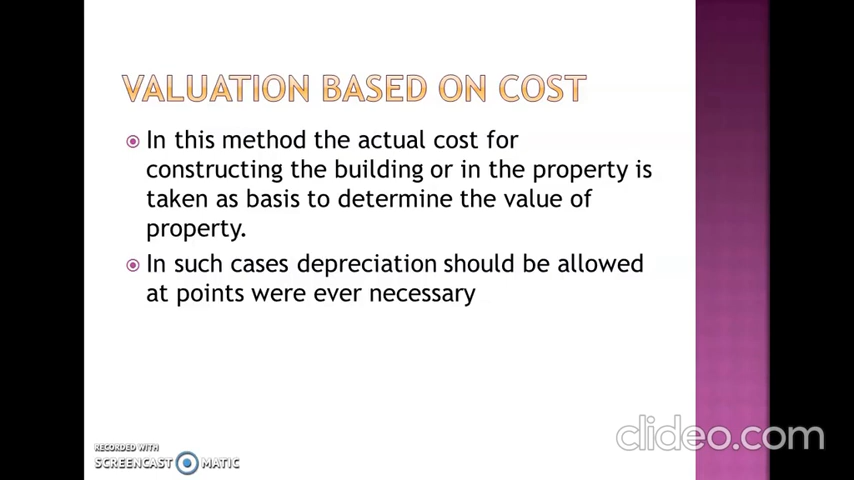 VALUATION BASED ON COST
In this method the actual cost for
constructing the building or in the property is
taken as basis to determine the value of
property.
In such cases depreciation should be allowed
at points were ever necessary
RECORDED WITH
SCREENCAST MATIC
clideo.com